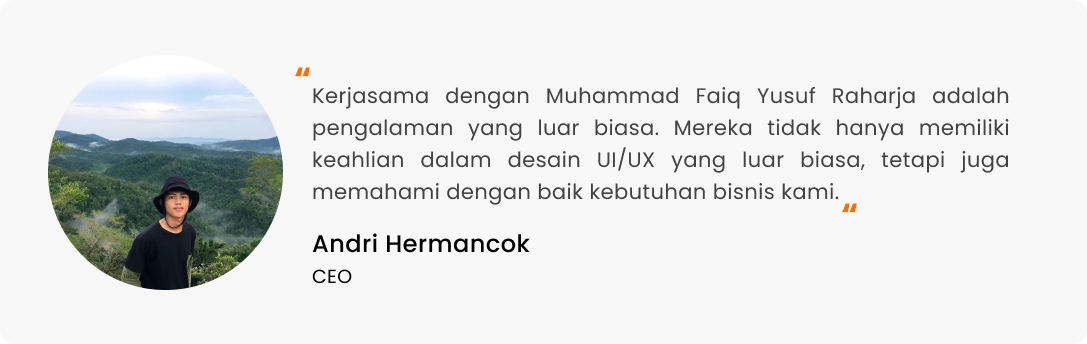 “
Kerjasama dengan Muhammad Faiq Yusuf Raharja adalah
pengalaman yang luar biasa. Mereka tidak hanya memiliki
keahlian dalam desain UI/UX yang luar biasa, tetapi juga
memahami dengan baik kebutuhan bisnis kami.
“
Andri Hermancok
CEO